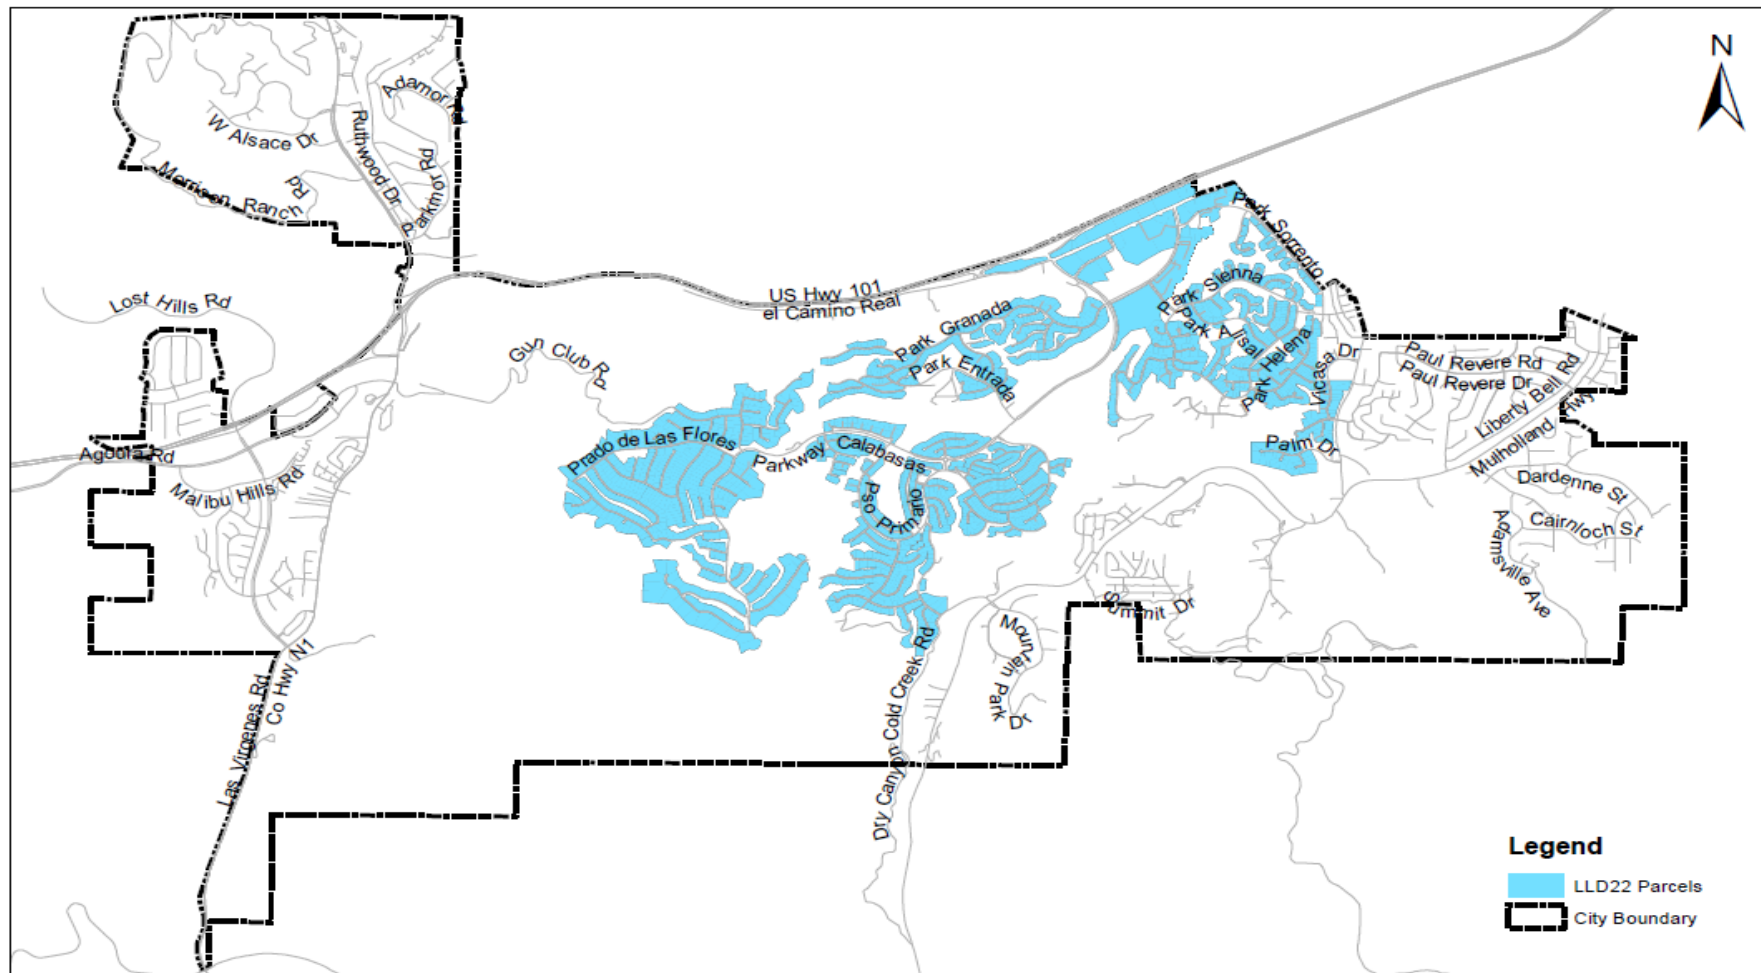 N
Adamor Rd
W Alsace Dr
Ruthwood Dr
Parkmor Rd
Morrison Ranch Rd
Park Sorrento
Lost Hills Rd
US Hwy 101
el Camino Real
Park Sienna
Park Granada
Park Alisal
Park Helena
Vicasa Dr
Gun Club Rd
Park Entrada
Paul Revere Rd
Paul Revere Dr
Liberty Bell Rd
Mulholland Hwy
Agoura Rd
Prado de Las Flores
Parkway Calabasas
Palm Dr
Malibu Hills Rd
Pso Primario
Dardenne St
Cairnloch St
Adamsville Ave
Summit Dr
Mountain Park Dr
Las Virgenes Rd
Co Hwy N1
Dry Canyon Cold Creek Rd
Legend
LLD22 Parcels
City Boundary